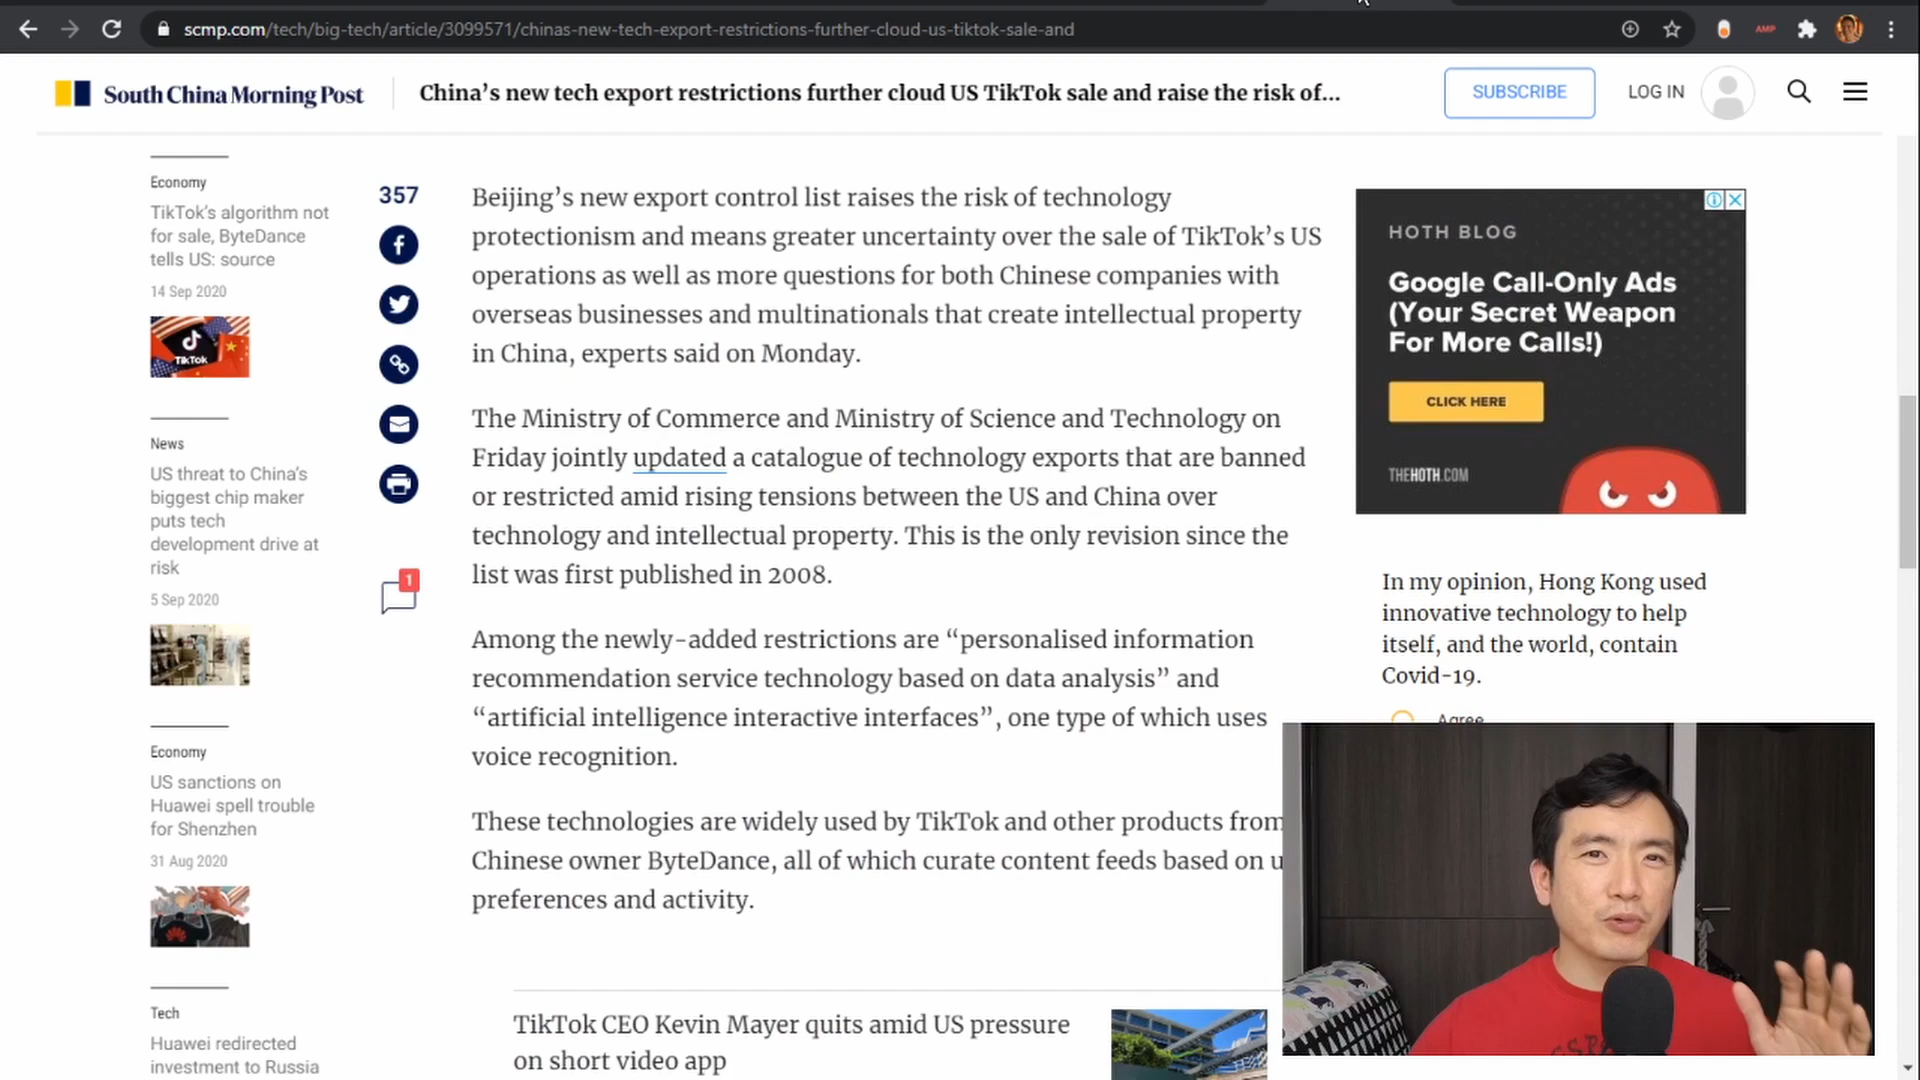 scmp.com/tech/big-tech/article/3099571/chinas-new-tech-export-restrictions-further-cloud-us-tiktok-sale-and
AMP
South China Morning Post
China's new tech export restrictions further cloud US TikTok sale and raise the risk of...
SUBSCRIBE
LOG IN
Economy
TikTok's algorithm not
for sale, ByteDance
tells US: source
14 Sep 2020
TikTok
News
US threat to China's
biggest chip maker
puts tech
development drive at
risk
5 Sep 2020
Economy
US sanctions on
Huawei spell trouble
for Shenzhen
31 Aug 2020
Tech
Huawei redirected
investment to Russia
357
1
Beijing's new export control list raises the risk of technology
protectionism and means greater uncertainty over the sale of TikTok's US
operations as well as more questions for both Chinese companies with
overseas businesses and multinationals that create intellectual property
in China, experts said on Monday.
The Ministry of Commerce and Ministry of Science and Technology on
Friday jointly updated a catalogue of technology exports that are banned
or restricted amid rising tensions between the US and China over
technology and intellectual property. This is the only revision since the
list was first published in 2008.
Among the newly-added restrictions are “personalised information
recommendation service technology based on data analysis” and
“artificial intelligence interactive interfaces”, one type of which uses
voice recognition.
These technologies are widely used by TikTok and other products from
Chinese owner ByteDance, all of which curate content feeds based on u
preferences and activity.
TikTok CEO Kevin Mayer quits amid US pressure
on short video app
HOTH BLOG
Google Call-Only Ads
(Your Secret Weapon
For More Calls!)
CLICK HERE
THEHOTH.COM
In my opinion, Hong Kong used
innovative technology to help
itself, and the world, contain
Covid-19.
Agree